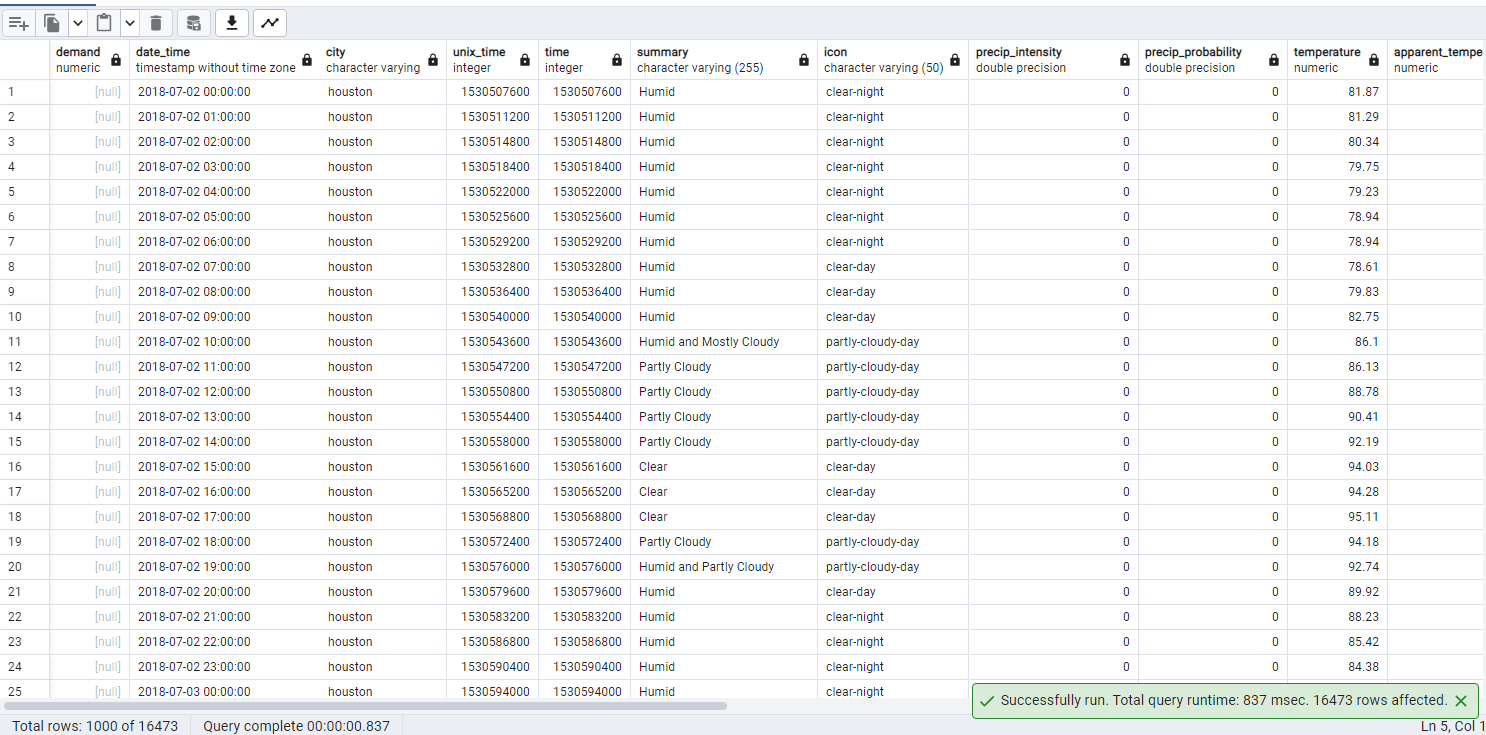 demand date_time city unix_time time summary icon precip_intensity precip_probability temperature apparent_tempe
numeric timestamp without time zone character varying integer integer character varying (255) character varying (50) double precision double precision numeric numeric
1 [null] 2018-07-02 00:00:00 houston 1530507600 1530507600 Humid clear-night 0 0 81.87
2 [null] 2018-07-02 01:00:00 houston 1530511200 1530511200 Humid clear-night 0 0 81.29
3 [null] 2018-07-02 02:00:00 houston 1530514800 1530514800 Humid clear-night 0 0 80.34
4 [null] 2018-07-02 03:00:00 houston 1530518400 1530518400 Humid clear-night 0 0 79.75
5 [null] 2018-07-02 04:00:00 houston 1530522000 1530522000 Humid clear-night 0 0 79.23
6 [null] 2018-07-02 05:00:00 houston 1530525600 1530525600 Humid clear-night 0 0 78.94
7 [null] 2018-07-02 06:00:00 houston 1530529200 1530529200 Humid clear-night 0 0 78.94
8 [null] 2018-07-02 07:00:00 houston 1530532800 1530532800 Humid clear-day 0 0 78.61
9 [null] 2018-07-02 08:00:00 houston 1530536400 1530536400 Humid clear-day 0 0 79.83
10 [null] 2018-07-02 09:00:00 houston 1530540000 1530540000 Humid clear-day 0 0 82.75
11 [null] 2018-07-02 10:00:00 houston 1530543600 1530543600 Humid and Mostly Cloudy partly-cloudy-day 0 0 86.1
12 [null] 2018-07-02 11:00:00 houston 1530547200 1530547200 Partly Cloudy partly-cloudy-day 0 0 86.13
13 [null] 2018-07-02 12:00:00 houston 1530550800 1530550800 Partly Cloudy partly-cloudy-day 0 0 88.78
14 [null] 2018-07-02 13:00:00 houston 1530554400 1530554400 Partly Cloudy partly-cloudy-day 0 0 90.41
15 [null] 2018-07-02 14:00:00 houston 1530558000 1530558000 Partly Cloudy partly-cloudy-day 0 0 92.19
16 [null] 2018-07-02 15:00:00 houston 1530561600 1530561600 Clear clear-day 0 0 94.03
17 [null] 2018-07-02 16:00:00 houston 1530565200 1530565200 Clear clear-day 0 0 94.28
18 [null] 2018-07-02 17:00:00 houston 1530568800 1530568800 Clear clear-day 0 0 95.11
19 [null] 2018-07-02 18:00:00 houston 1530572400 1530572400 Partly Cloudy partly-cloudy-day 0 0 94.18
20 [null] 2018-07-02 19:00:00 houston 1530576000 1530576000 Humid and Partly Cloudy partly-cloudy-day 0 0 92.74
21 [null] 2018-07-02 20:00:00 houston 1530579600 1530579600 Humid clear-day 0 0 89.92
22 [null] 2018-07-02 21:00:00 houston 1530583200 1530583200 Humid clear-night 0 0 88.23
23 [null] 2018-07-02 22:00:00 houston 1530586800 1530586800 Humid clear-night 0 0 85.42
24 [null] 2018-07-02 23:00:00 houston 1530590400 1530590400 Humid clear-night 0 0 84.38
25 [null] 2018-07-03 00:00:00 houston 1530594000 1530594000 Humid clear-night
Successfully run. Total query runtime: 837 msec. 16473 rows affected.
Total rows: 1000 of 16473 Query complete 00:00:00.837 Ln 5, Col 1